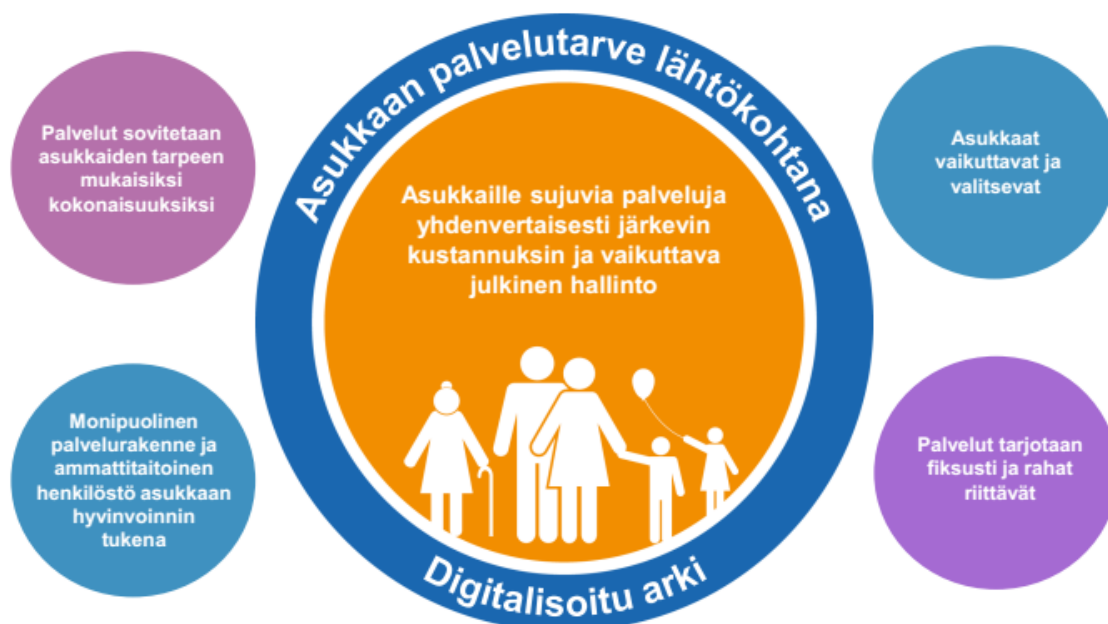 Asukkaan palvelutarve lähtökohtana
Palvelut sovitetaan
asukkaiden tarpeen
mukaisiksi
kokonaisuuksiksi
Asukkaat
vaikuttavat ja
valitsevat
Asukkaille sujuvia palveluja
yhdenvertaisesti järkevin
kustannuksin ja vaikuttava
julkinen hallinto
Monipuolinen
palvelurakenne ja
ammattitaitoinen
henkilöstö asukkaan
hyvinvoinnin
tukena
Palvelut tarjotaan
fiksusti ja rahat
riittävät
Digitalisoitu arki